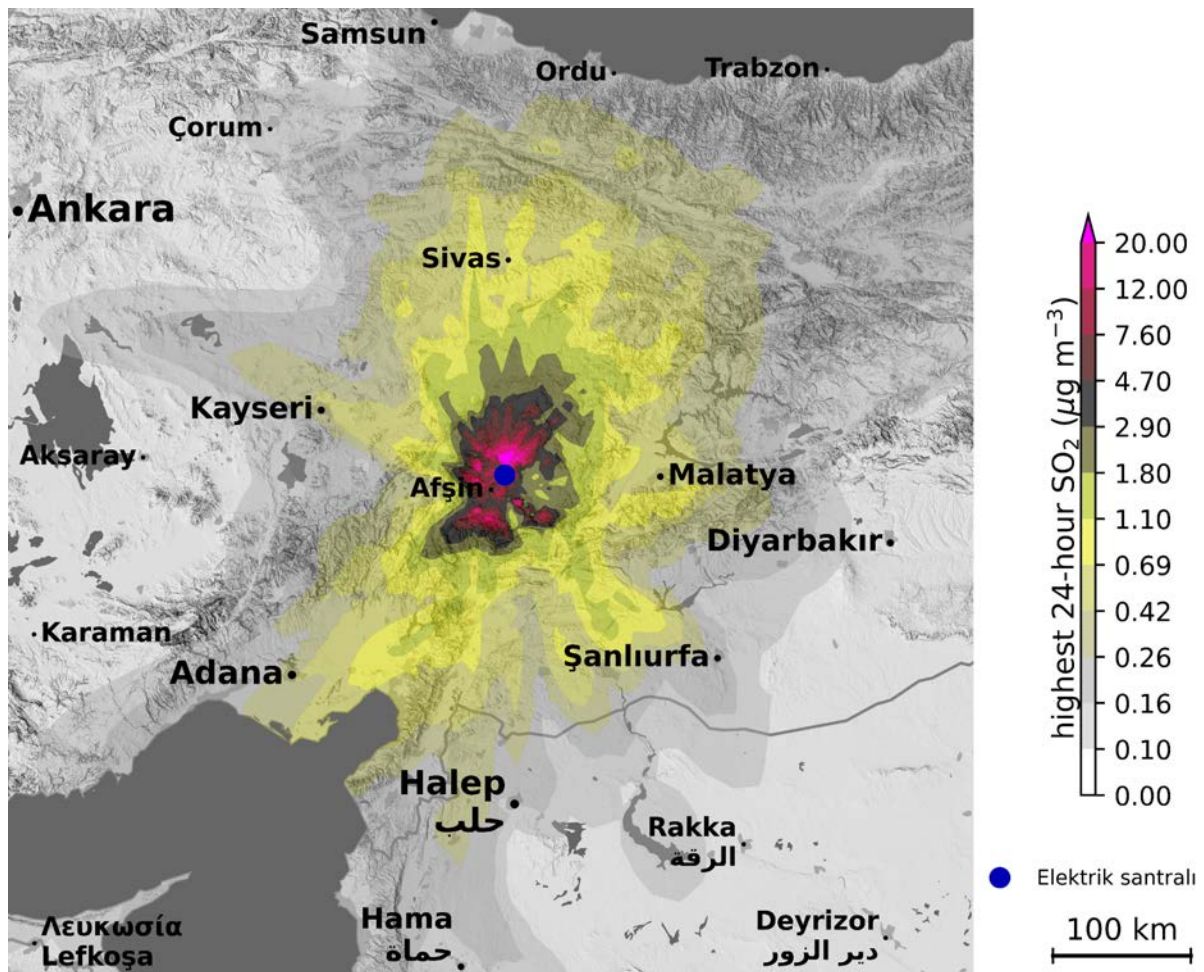 Samsun
Ordu
Trabzon
Çorum
Ankara
Sivas
Kayseri
Aksaray
Afşin
Malatya
Diyarbakır
Karaman
Adana
Şanlıurfa
Halep
حلب
Rakka
الرقة
Λευκωσία
Lefkoşa
Hama
حماة
Deyrizor
دير الزور
20.00
12.00
7.60
4.70
2.90
1.80
1.10
0.69
0.42
0.26
0.16
0.10
0.00
highest 24-hour SO₂ (μg m⁻³)
Elektrik santralı
100 km